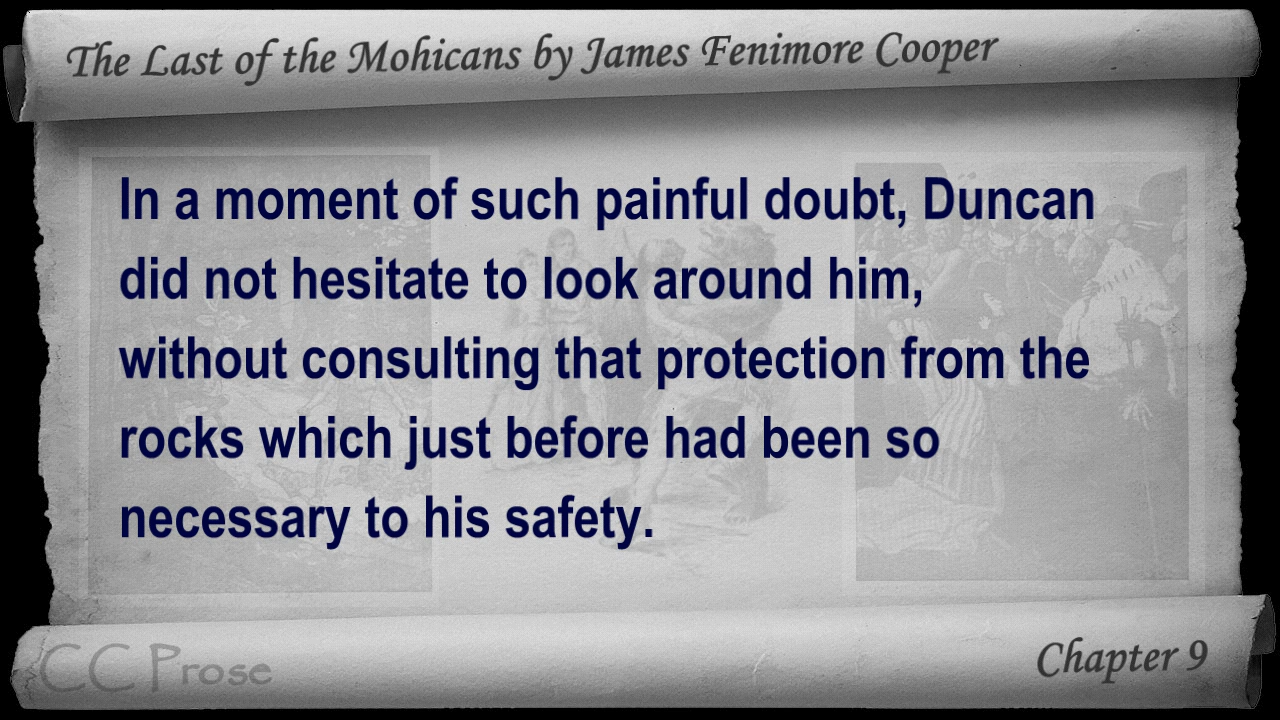 The Last of the Mohicans by James Fenimore Cooper
In a moment of such painful doubt, Duncan
did not hesitate to look around him,
without consulting that protection from the
rocks which just before had been so
necessary to his safety.
CC Prose
Chapter 9